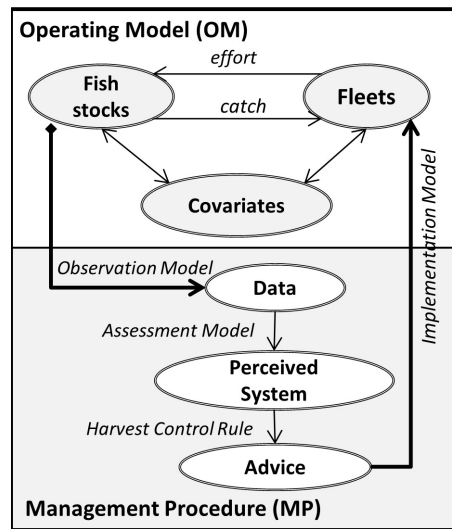 Operating Model (OM)
effort
Fish
stocks
Fleets
catch
Covariates
Implementation Model
Observation Model
Data
Assessment Model
Perceived
System
Harvest Control Rule
Advice
Management Procedure (MP)